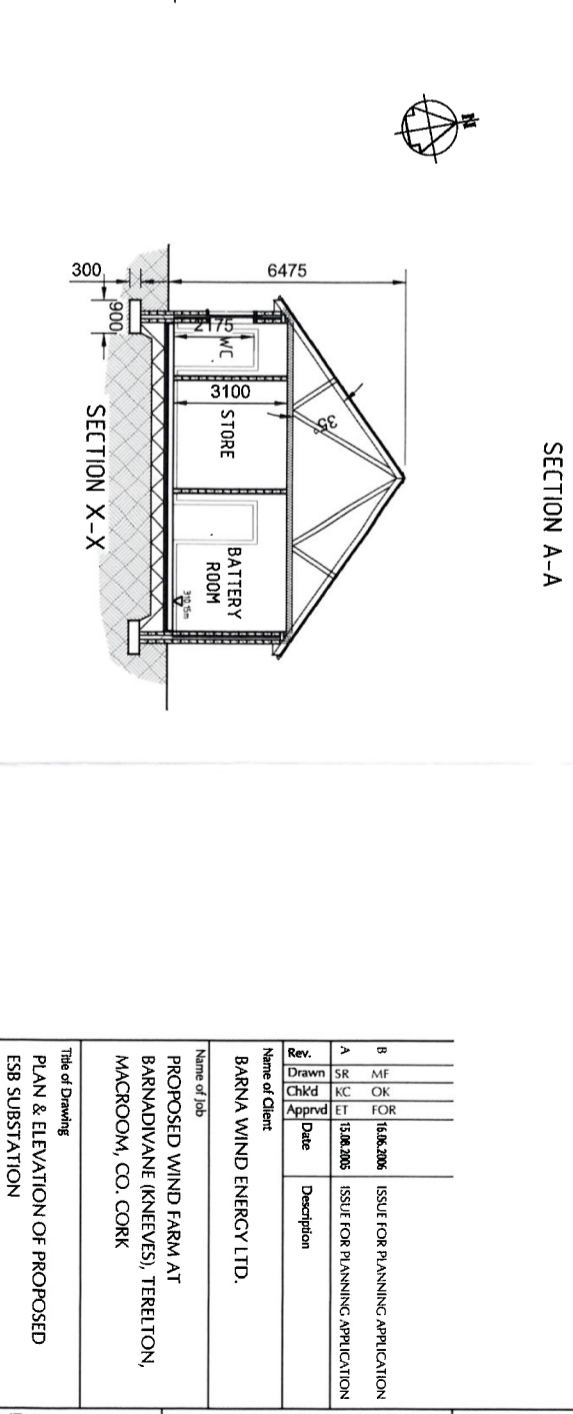 SECTION A-A
N
6475
300
900
2175
WC
3100
STORE
35°
BATTERY
ROOM
310.15m
SECTION X-X
B MF OK FOR 16.06.2006 ISSUE FOR PLANNING APPLICATION
A SR KC ET 15.08.2005 ISSUE FOR PLANNING APPLICATION
Rev. Drawn Chk'd Apprvd Date Description
Name of Client
BARNA WIND ENERGY LTD.
Name of Job
PROPOSED WIND FARM AT
BARNADIVANE (KNEEVES), TERELTON,
MACROOM, CO. CORK
Title of Drawing
PLAN & ELEVATION OF PROPOSED
ESB SUBSTATION